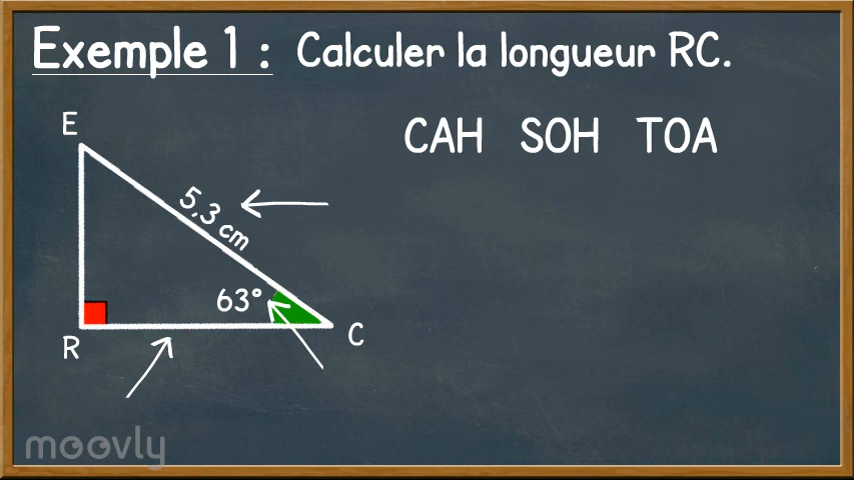 Exemple 1 : Calculer la longueur RC.
CAH SOH TOA
E
5,3 cm
63°
R
C
moovly